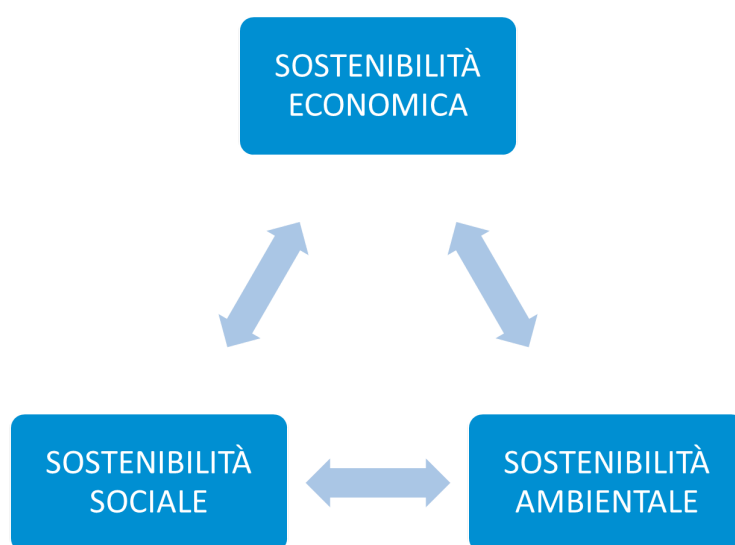 SOSTENIBILITÀ
ECONOMICA
SOSTENIBILITÀ
SOCIALE
SOSTENIBILITÀ
AMBIENTALE